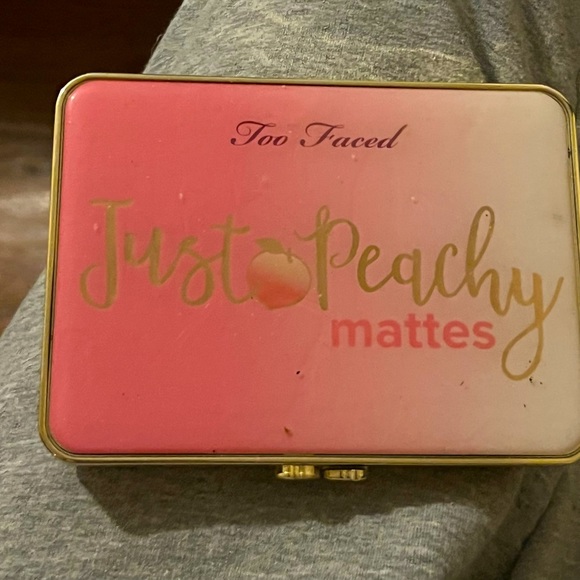 Too Faced
Just Peachy
mattes